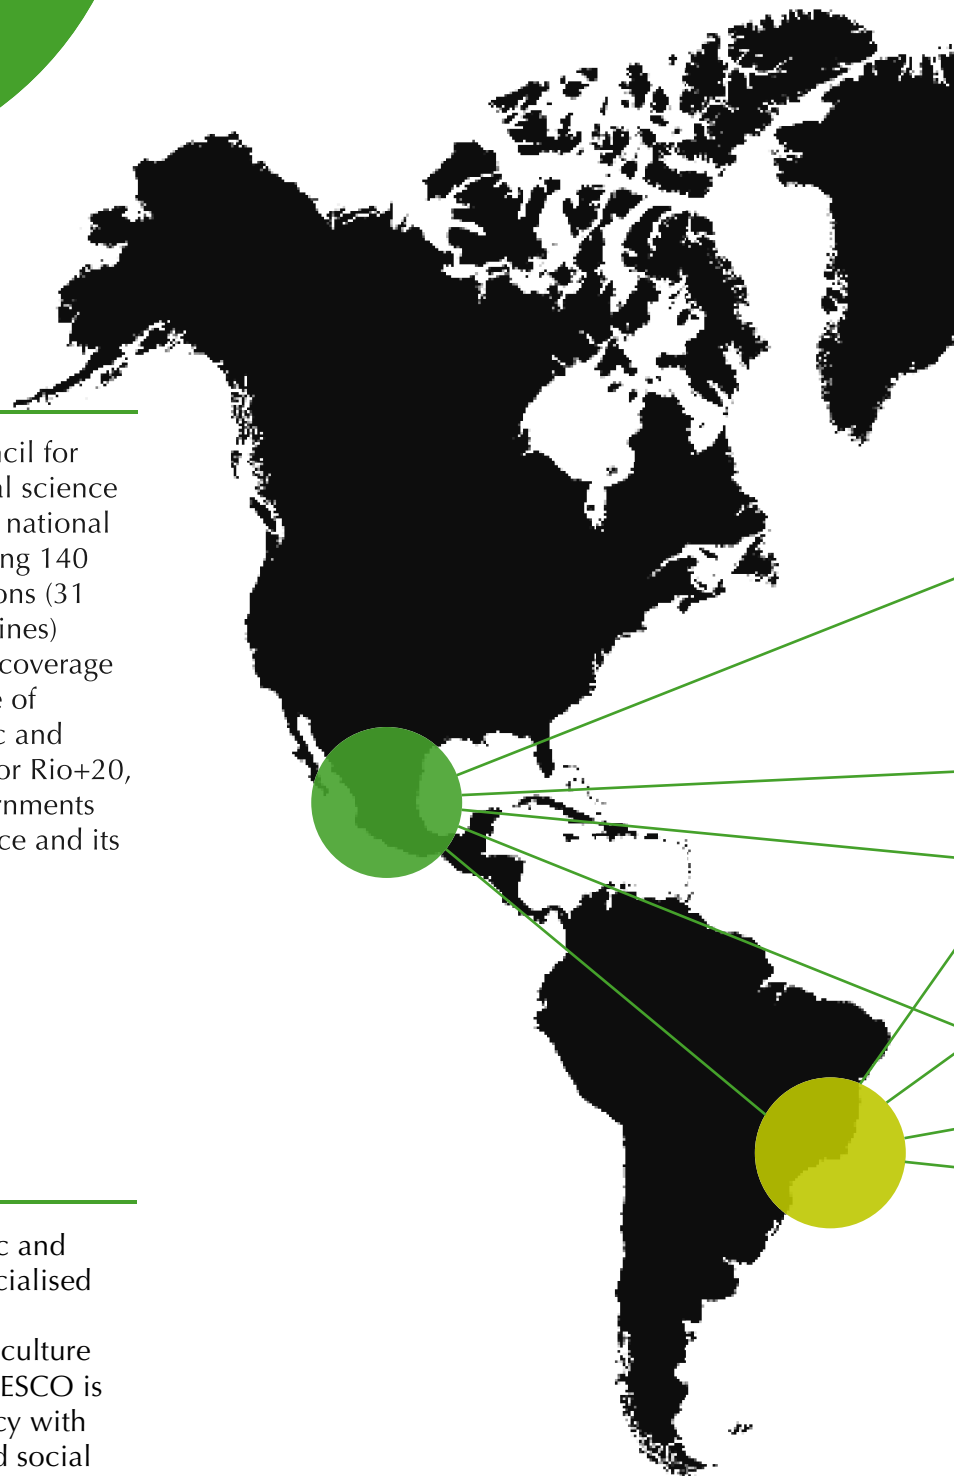 ncil for
al science
national
ng 140
ons (31
ines)
coverage
e of
c and
or Rio+20,
rnments
ce and its
c and
cialised
culture
ESCO is
cy with
d social